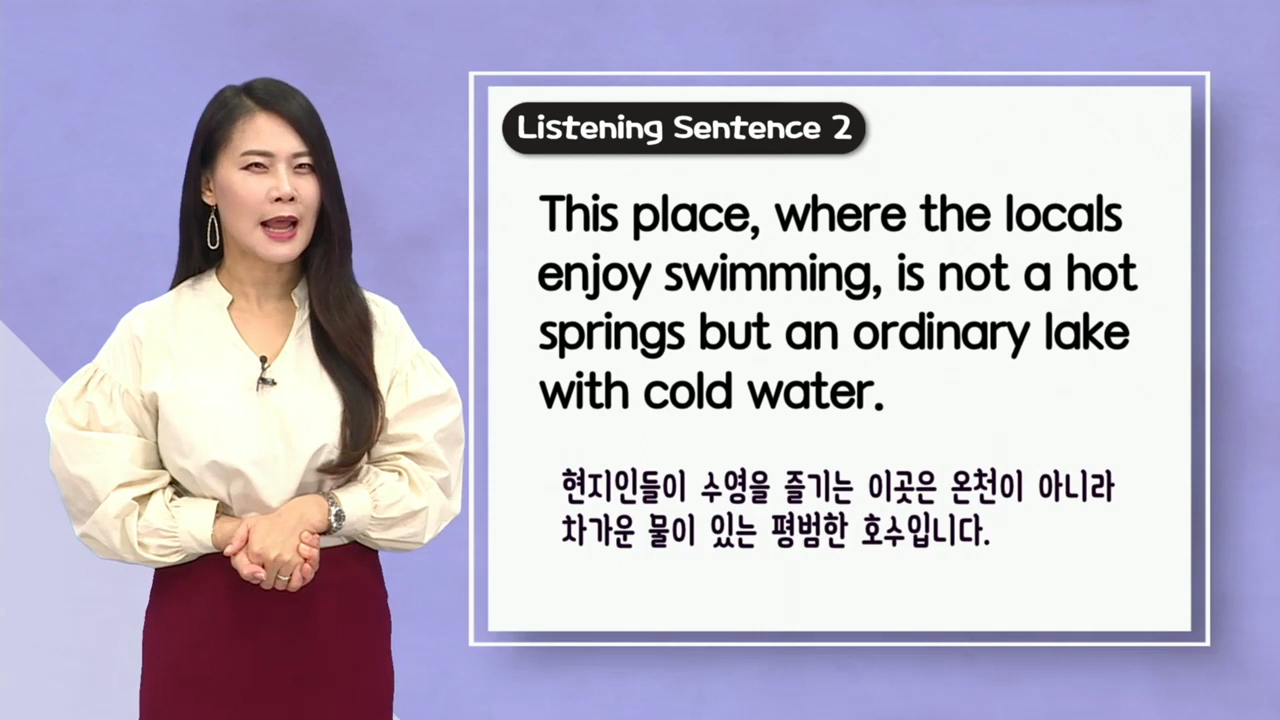 Listening Sentence 2
This place, where the locals
enjoy swimming, is not a hot
springs but an ordinary lake
with cold water.
현지인들이 수영을 즐기는 이곳은 온천이 아니라
차가운 물이 있는 평범한 호수입니다.